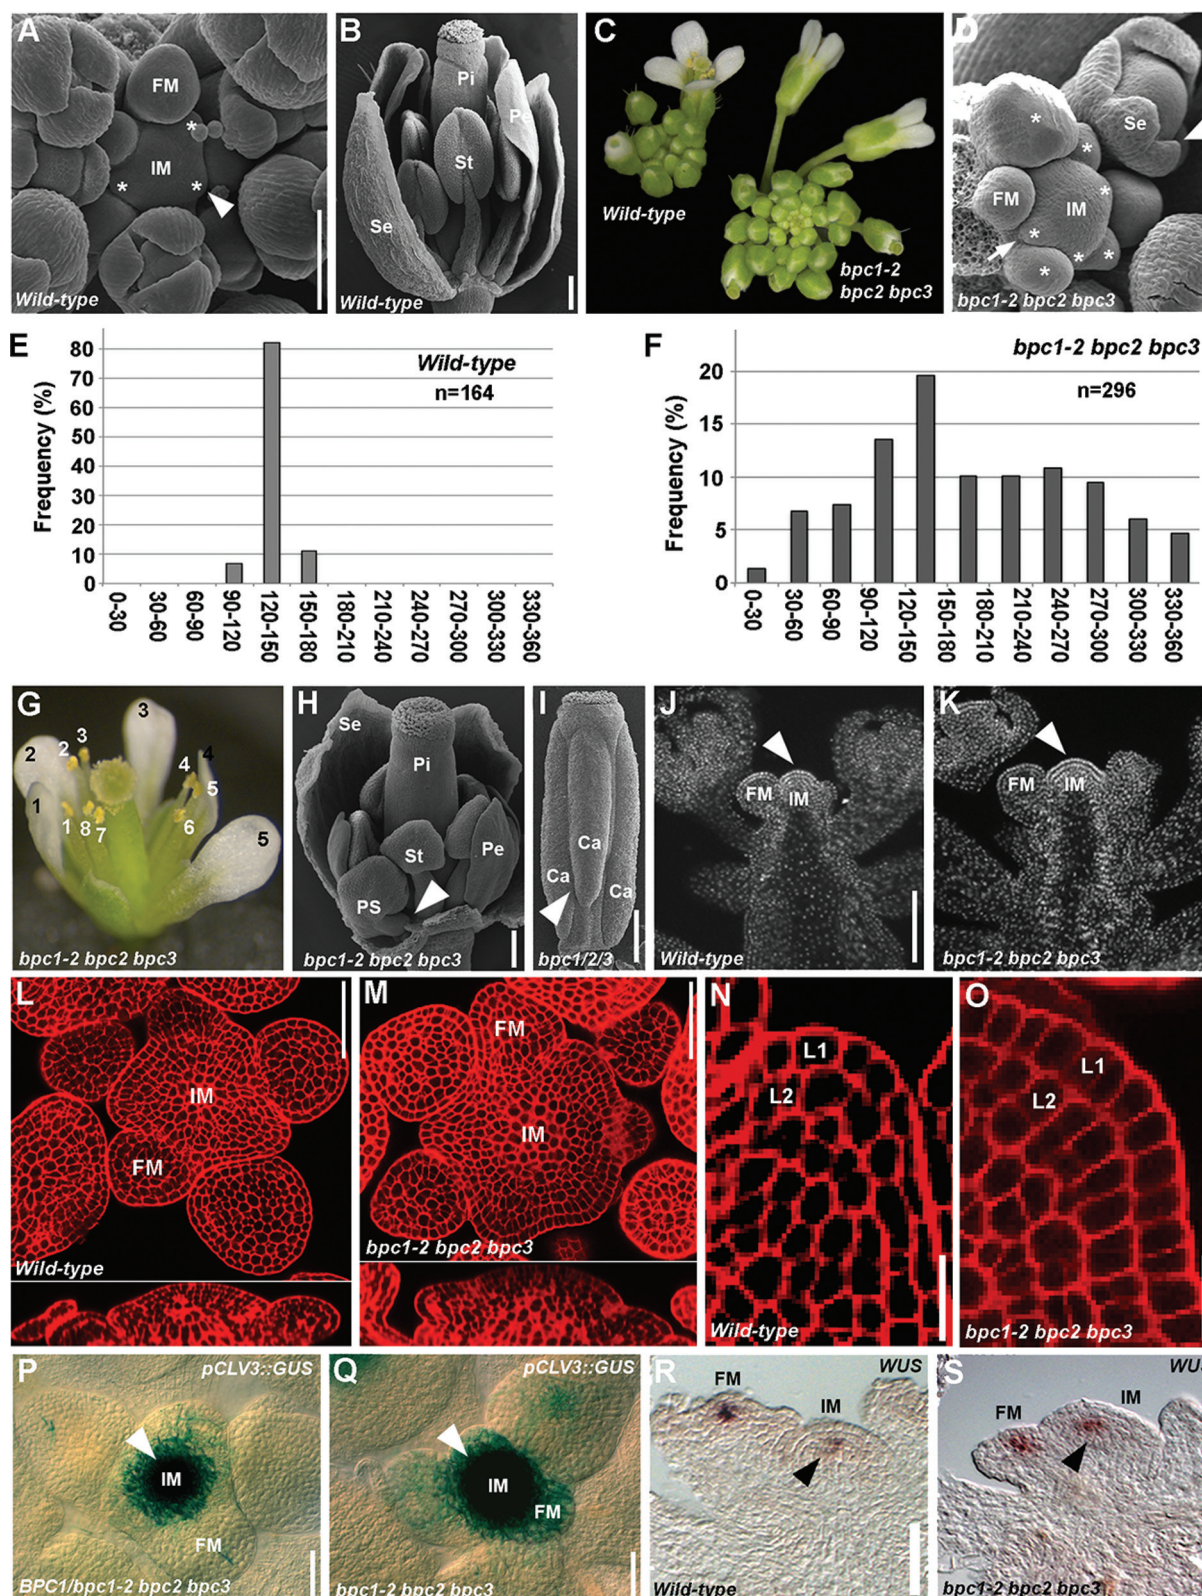 A
FM
*
IM
*
*
Wild-type
B
Pi
Pe
St
Se
Wild-type
C
Wild-type
bpc1-2
bpc2 bpc3
D
*
Se
*
*
FM
IM
*
*
*
*
bpc1-2 bpc2 bpc3
E
Wild-type
n=164
Frequency (%)
80
70
60
50
40
30
20
10
0
0-30
30-60
60-90
90-120
120-150
150-180
180-210
210-240
240-270
270-300
300-330
330-360
F
bpc1-2 bpc2 bpc3
n=296
Frequency (%)
20
15
10
5
0
0-30
30-60
60-90
90-120
120-150
150-180
180-210
210-240
240-270
270-300
300-330
330-360
G
3
2
2 3
4
4
1
5
1 8 7
6
5
bpc1-2 bpc2 bpc3
H
Se
Pi
St
Pe
PS
bpc1-2 bpc2 bpc3
I
Ca
Ca
Ca
bpc1/2/3
J
FM
IM
Wild-type
K
FM
IM
bpc1-2 bpc2 bpc3
L
IM
FM
Wild-type
M
FM
IM
bpc1-2 bpc2 bpc3
N
L1
L2
Wild-type
O
L1
L2
bpc1-2 bpc2 bpc3
P
pCLV3::GUS
IM
FM
BPC1/bpc1-2 bpc2 bpc3
Q
pCLV3::GUS
IM
FM
bpc1-2 bpc2 bpc3
R
WUS
FM
IM
Wild-type
S
WUS
IM
FM
bpc1-2 bpc2 bpc3